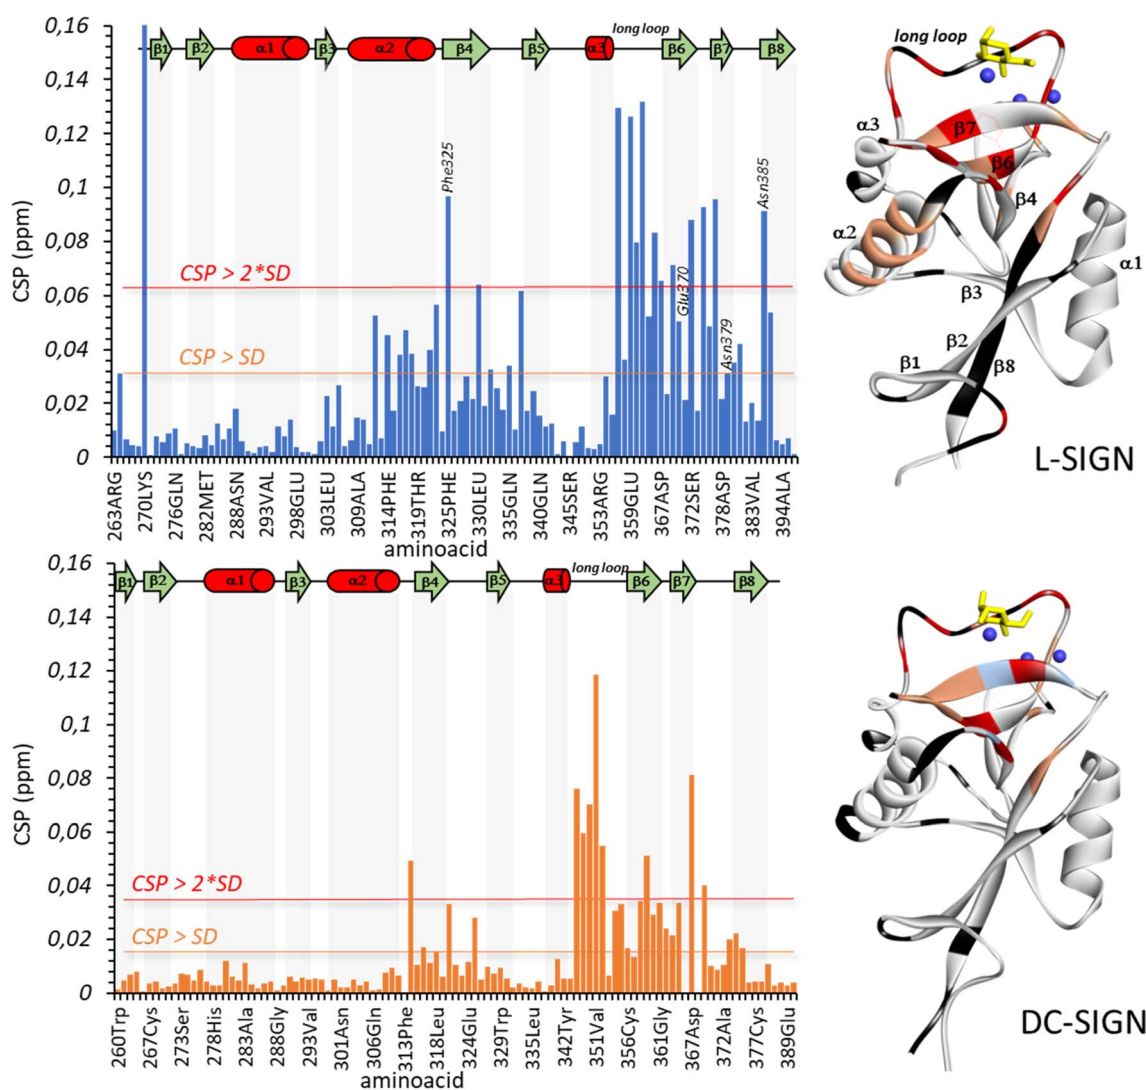 0,16
0,14
0,12
0,1
0,08
0,06
0,04
0,02
0
CSP (ppm)
β1 β2 α1 β3 α2 β4 β5 α3 long loop β6 β7 β8
CSP > 2*SD
CSP > SD
Phe325
Glu370
Asn379
Asn385
263ARG 270LYS 276GLN 282MET 288ASN 293VAL 298GLU 303LEU 309ALA 314PHE 319THR 325PHE 330LEU 335GLN 340GLN 345SER 353ARG 359GLU 367ASP 372SER 378ASP 383VAL 394ALA
aminoacid
long loop
α3
β7
β6
β4
α2
α1
β3
β2
β1
β8
L-SIGN
0,16
0,14
0,12
0,1
0,08
0,06
0,04
0,02
0
CSP (ppm)
β1 β2 α1 β3 α2 β4 β5 α3 long loop β6 β7 β8
CSP > 2*SD
CSP > SD
260Trp 267Cys 273Ser 278His 283Ala 288Gly 293Val 301Asn 306Gln 313Phe 318Leu 324Glu 329Trp 335Leu 342Tyr 351Val 356Cys 361Gly 367Asp 372Ala 377Cys 389Glu
aminoacid
DC-SIGN